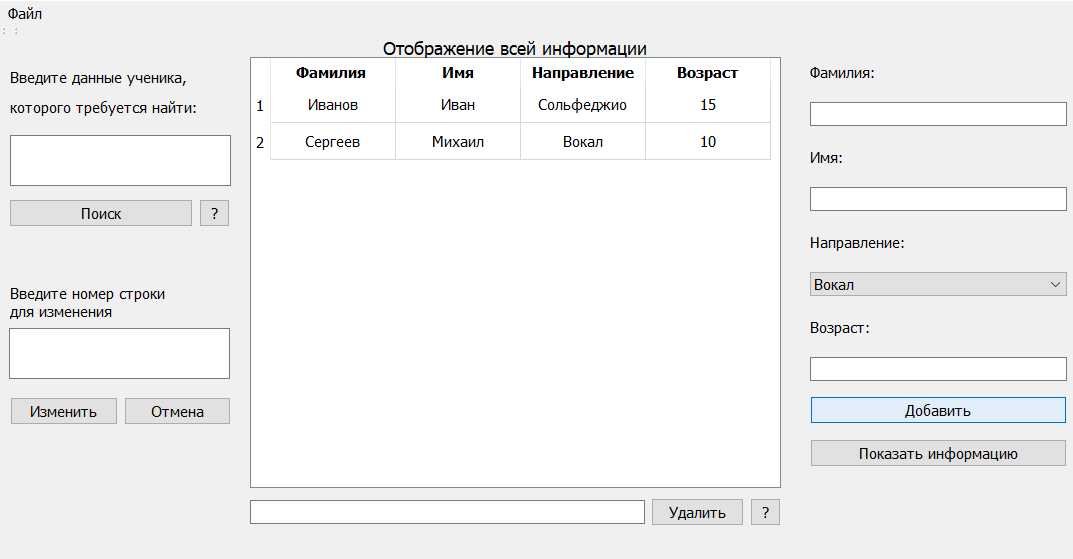 Файл
Отображение всей информации
Введите данные ученика,
которого требуется найти:
Поиск ?
Введите номер строки
для изменения
Изменить Отмена
Фамилия Имя Направление Возраст
1 Иванов Иван Сольфеджио 15
2 Сергеев Михаил Вокал 10
Удалить ?
Фамилия:
Имя:
Направление:
Вокал
Возраст:
Добавить
Показать информацию